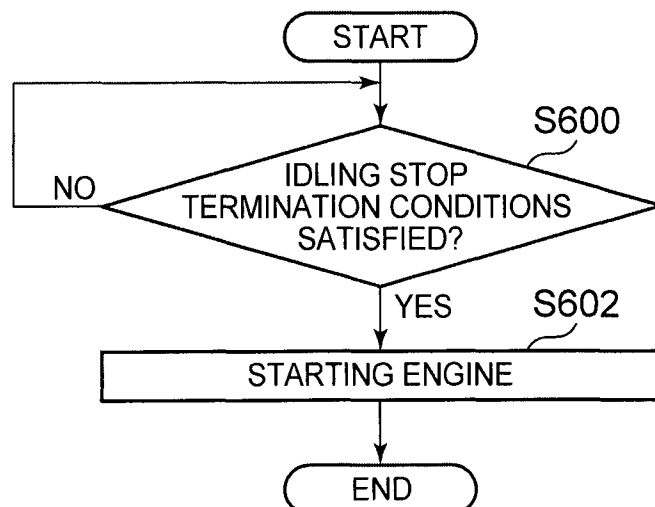 START
S600
IDLING STOP
TERMINATION CONDITIONS
SATISFIED?
NO
YES
S602
STARTING ENGINE
END